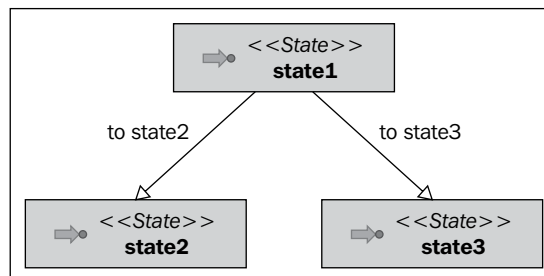 <<State>>
state1
to state2
to state3
<<State>>
state2
<<State>>
state3